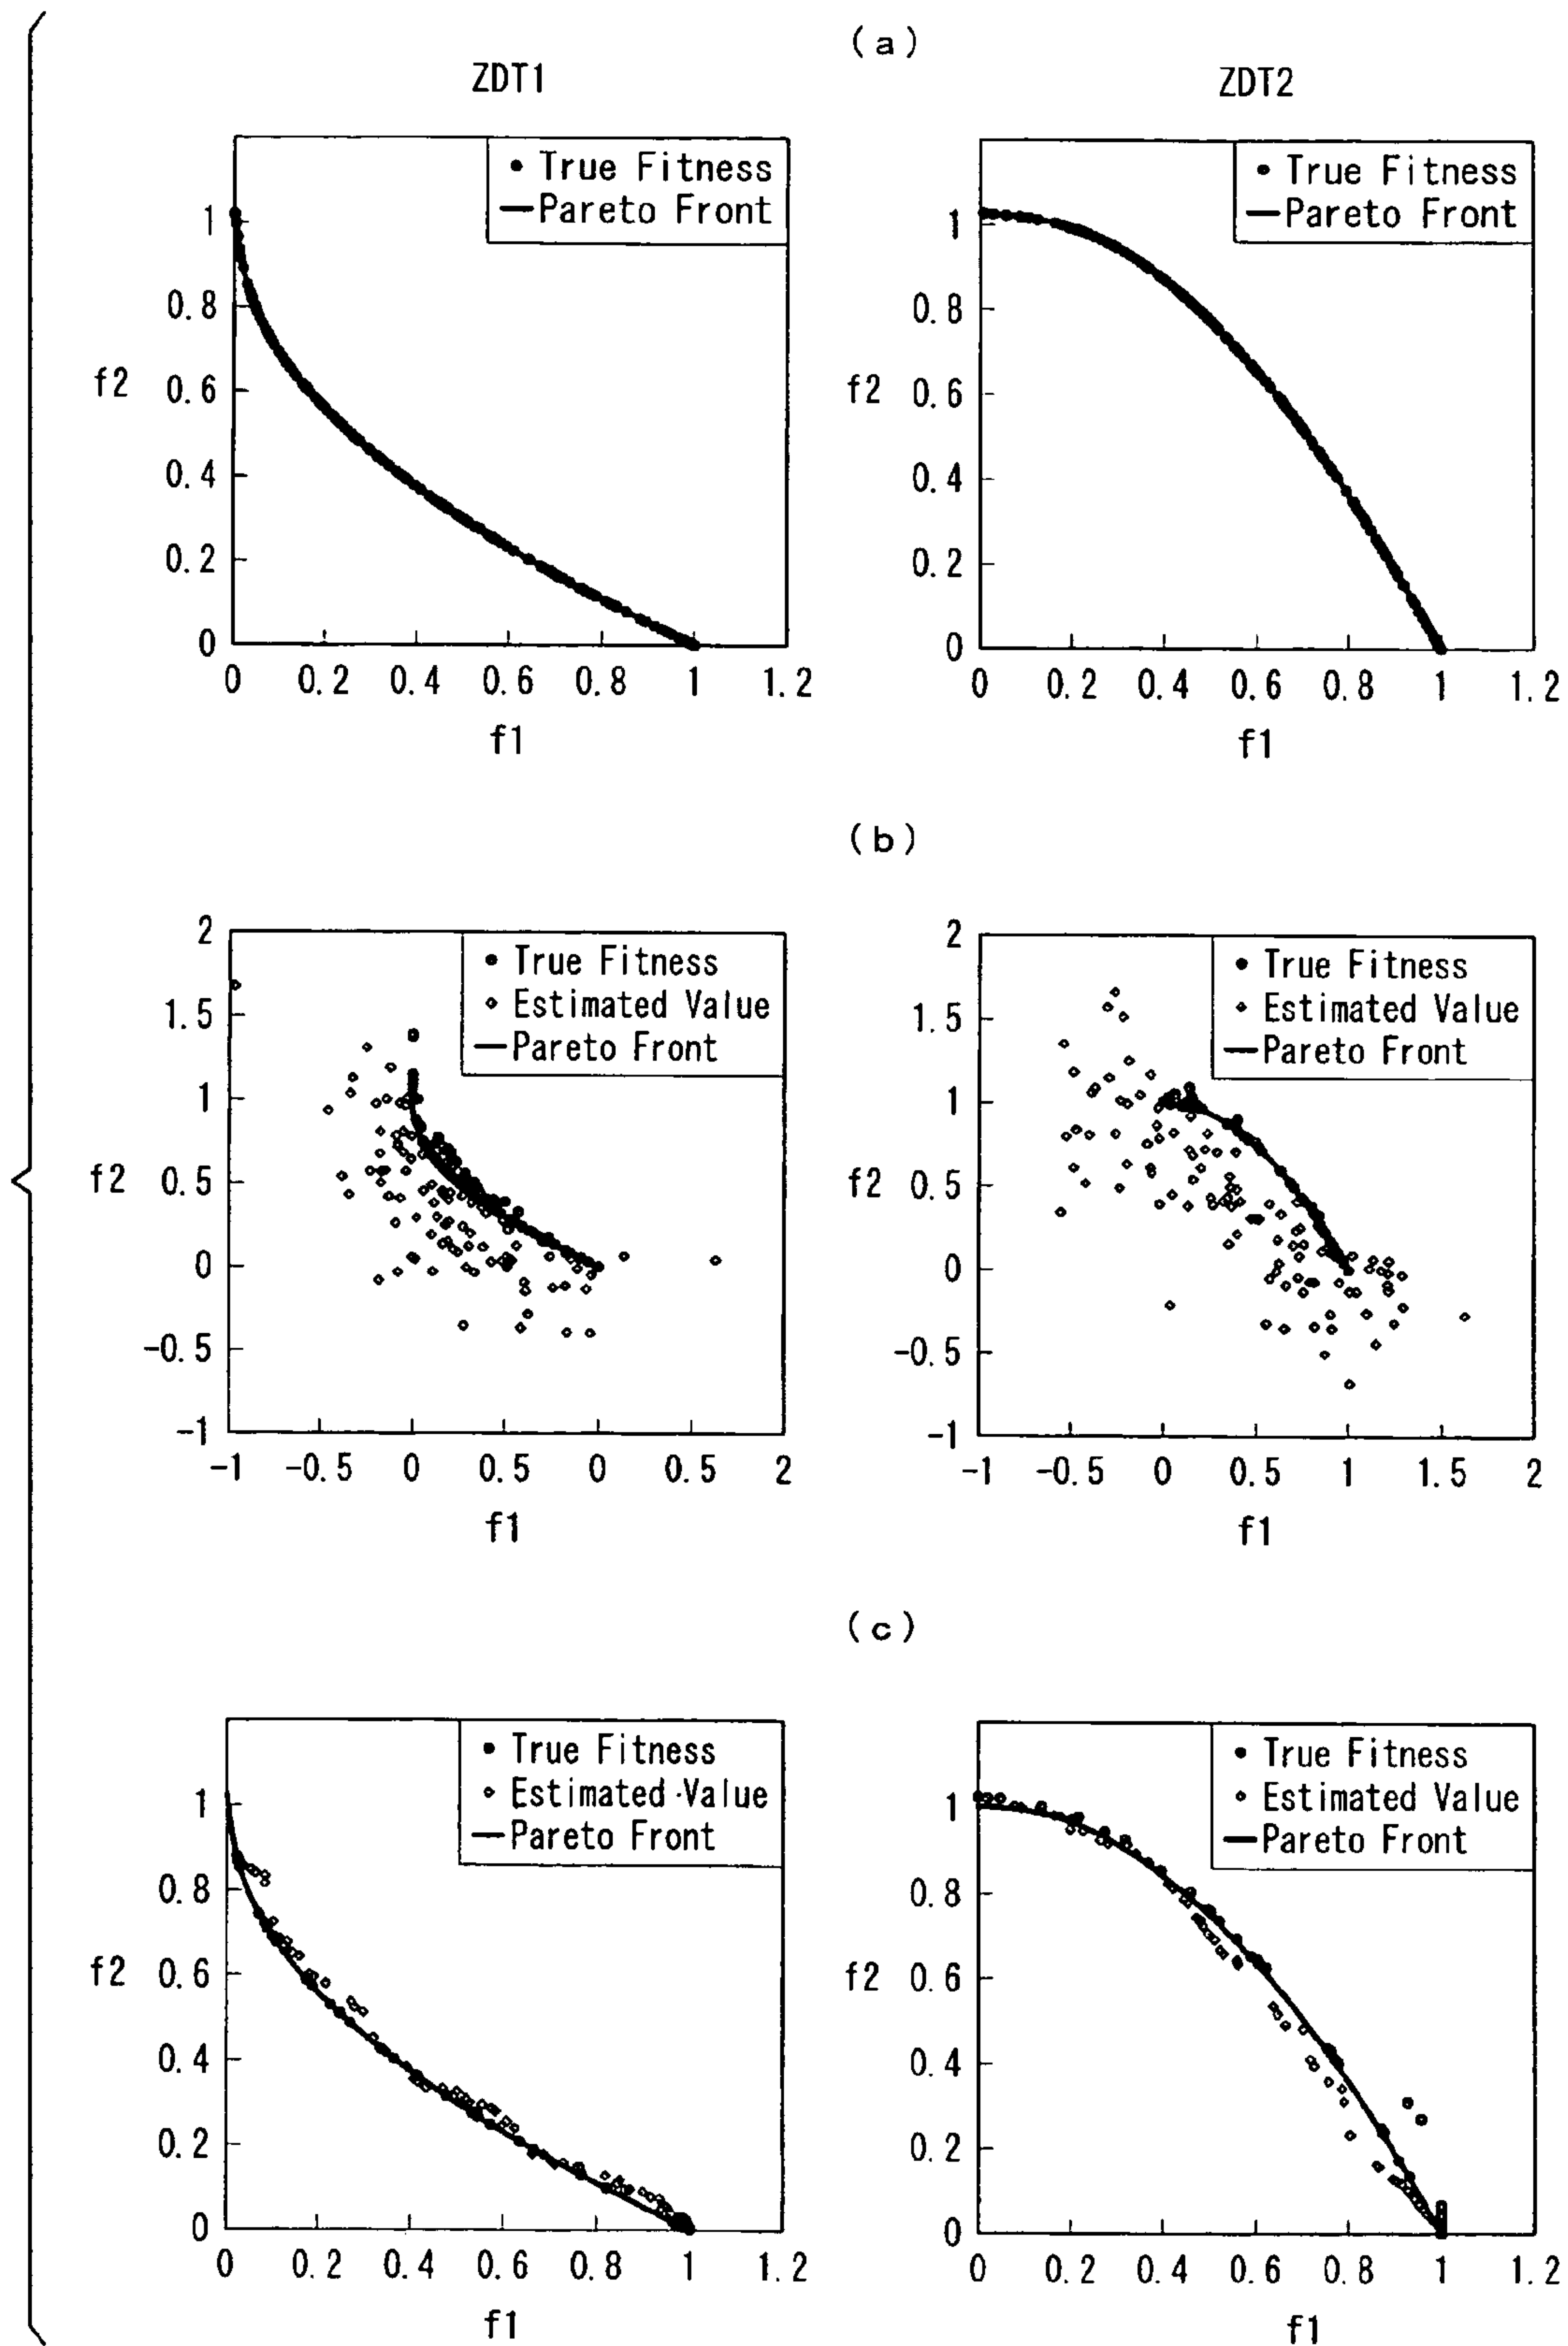 (a)
ZDT1
ZDT2
True Fitness
Pareto Front
1
0.8
f2 0.6
0.4
0.2
0
0 0.2 0.4 0.6 0.8 1 1.2
f1
True Fitness
Pareto Front
1
0.8
f2 0.6
0.4
0.2
0
0 0.2 0.4 0.6 0.8 1 1.2
f1
(b)
True Fitness
Estimated Value
Pareto Front
2
1.5
1
f2 0.5
0
-0.5
-1
-1 -0.5 0 0.5 0 0.5 2
f1
True Fitness
Estimated Value
Pareto Front
2
1.5
1
f2 0.5
0
-0.5
-1
-1 -0.5 0 0.5 1 1.5 2
f1
(c)
True Fitness
Estimated Value
Pareto Front
1
0.8
f2 0.6
0.4
0.2
0
0 0.2 0.4 0.6 0.8 1 1.2
f1
True Fitness
Estimated Value
Pareto Front
1
0.8
f2 0.6
0.4
0.2
0
0 0.2 0.4 0.6 0.8 1 1.2
f1